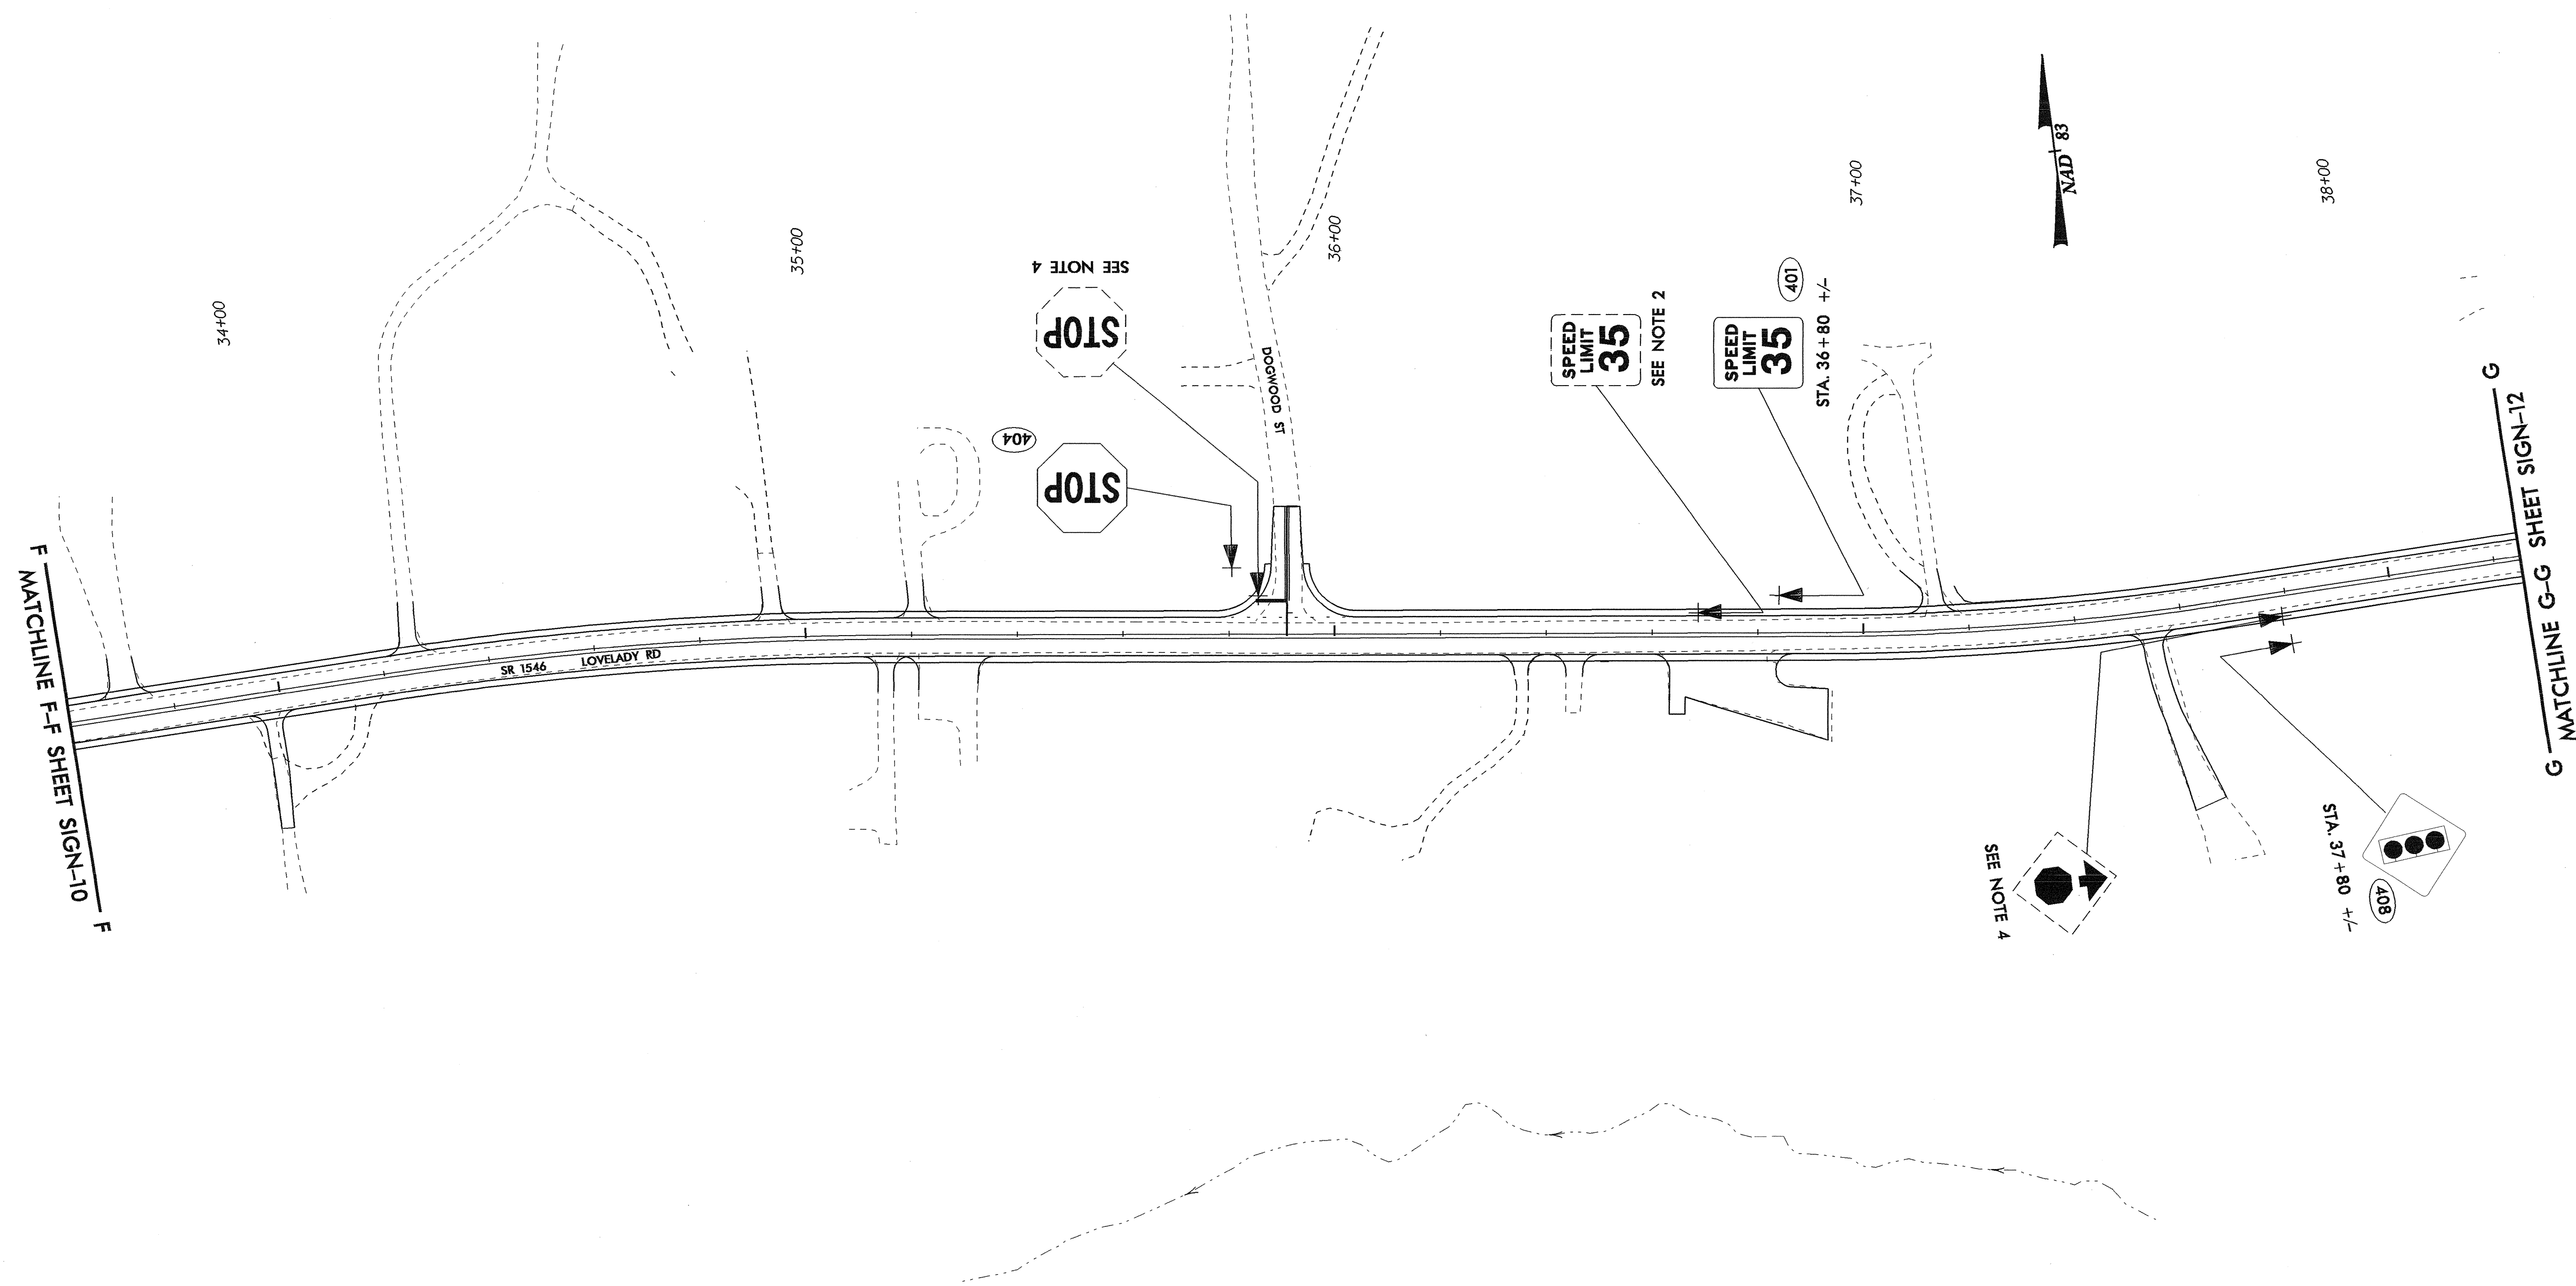 34+00
35+00
36+00
37+00
38+00
NAD 83
SEE NOTE 4
STOP
404
STOP
DOGWOOD ST
SPEED
LIMIT
35
SEE NOTE 2
SPEED
LIMIT
35
401
STA. 36+80 +/-
F
MATCHLINE F-F SHEET SIGN-10
F
SR 1546 LOVELADY RD
G
MATCHLINE G-G SHEET SIGN-12
G
SEE NOTE 4
STA. 37+80 +/-
408